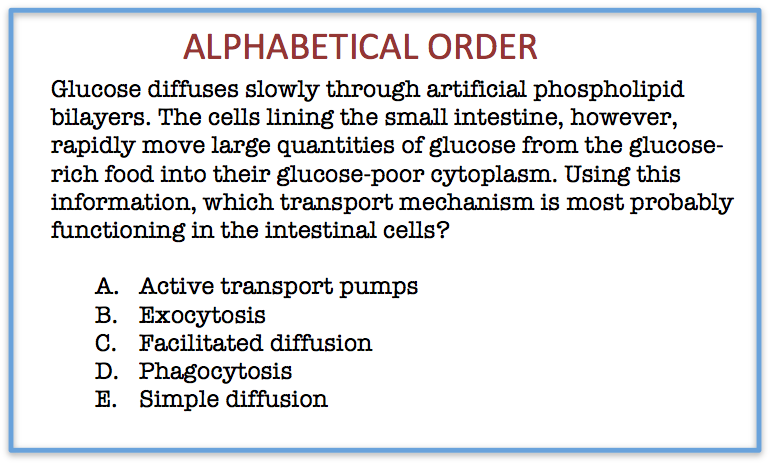 ALPHABETICAL ORDER
Glucose diffuses slowly through artificial phospholipid
bilayers. The cells lining the small intestine, however,
rapidly move large quantities of glucose from the glucose-
rich food into their glucose-poor cytoplasm. Using this
information, which transport mechanism is most probably
functioning in the intestinal cells?
A. Active transport pumps
B. Exocytosis
C. Facilitated diffusion
D. Phagocytosis
E. Simple diffusion